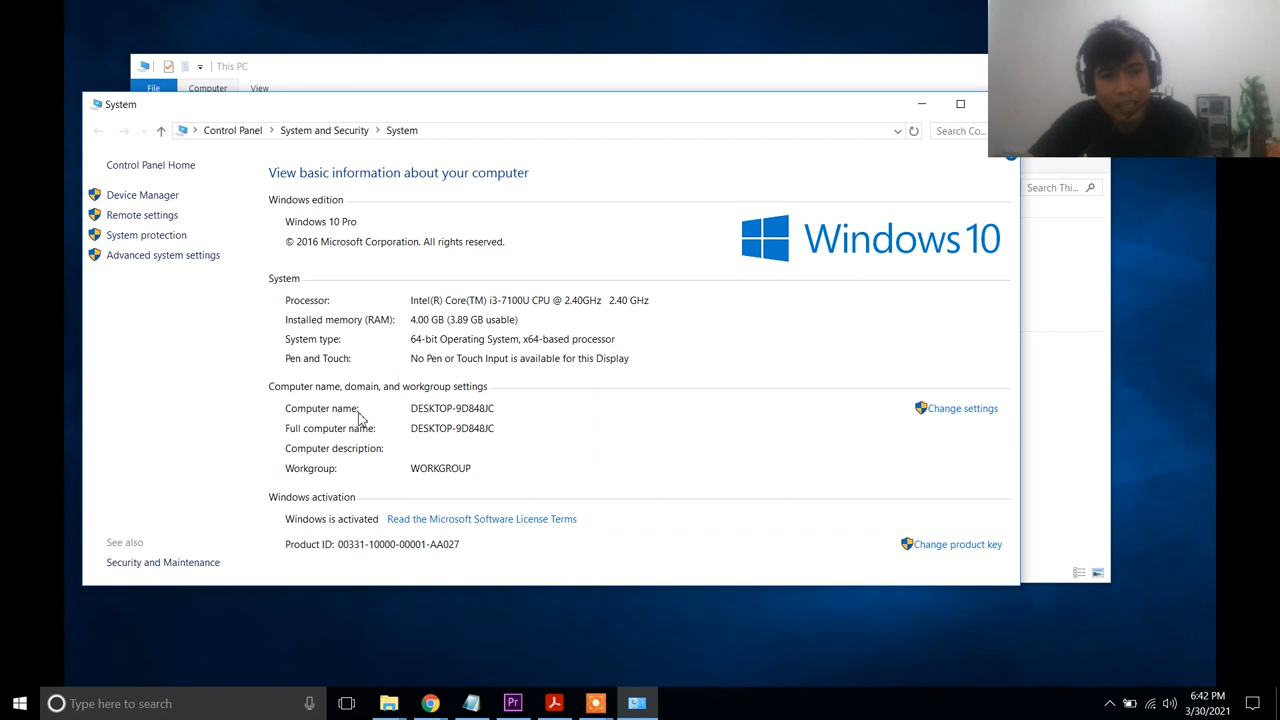 This PC
File Computer View
System
Control Panel > System and Security > System
Search Co...
Search Thi...
Control Panel Home
Device Manager
Remote settings
System protection
Advanced system settings
View basic information about your computer
Windows edition
Windows 10 Pro
© 2016 Microsoft Corporation. All rights reserved.
Windows 10
System
Processor: Intel(R) Core(TM) i3-7100U CPU @ 2.40GHz 2.40 GHz
Installed memory (RAM): 4.00 GB (3.89 GB usable)
System type: 64-bit Operating System, x64-based processor
Pen and Touch: No Pen or Touch Input is available for this Display
Computer name, domain, and workgroup settings
Computer name: DESKTOP-9D848JC
Change settings
Full computer name: DESKTOP-9D848JC
Computer description:
Workgroup: WORKGROUP
Windows activation
Windows is activated Read the Microsoft Software License Terms
Product ID: 00331-10000-00001-AA027
Change product key
See also
Security and Maintenance
Type here to search
Pr
6:42 PM
3/30/2021